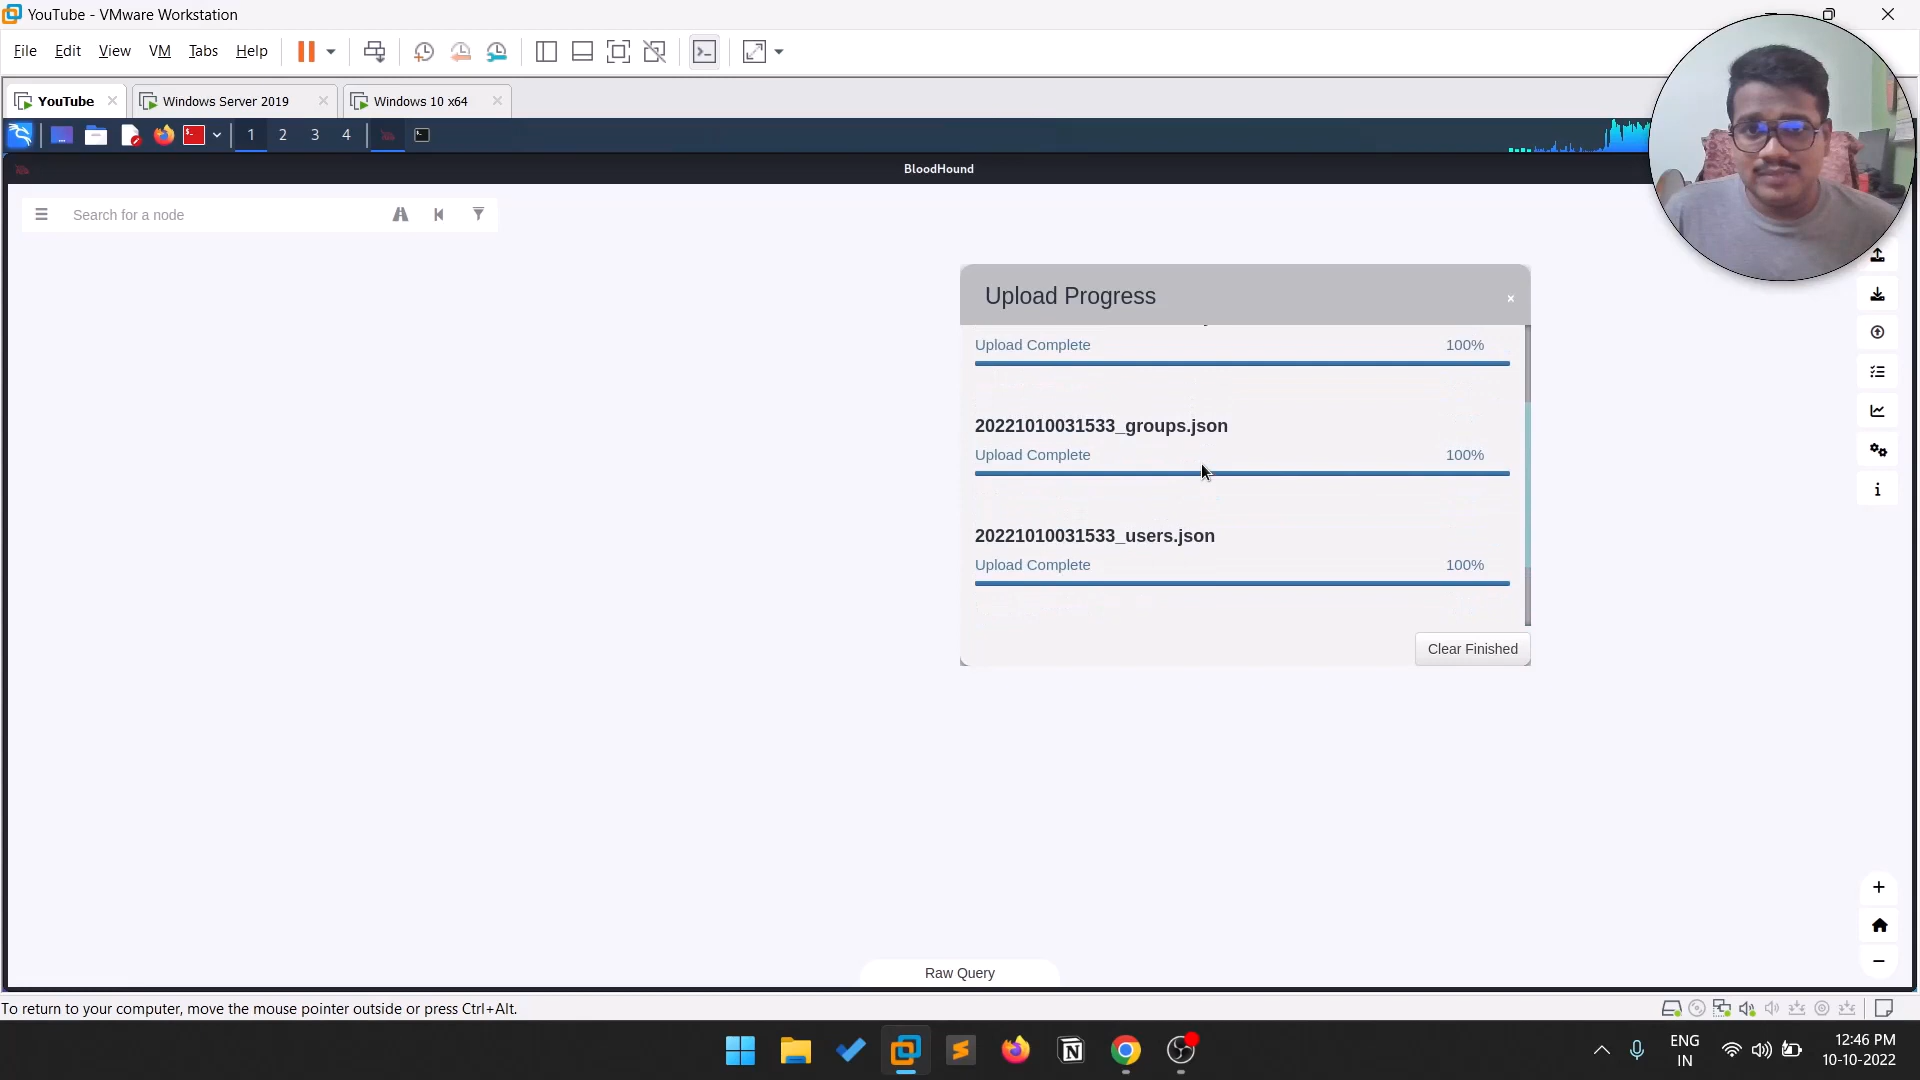 YouTube - VMware Workstation
File Edit View VM Tabs Help
YouTube Windows Server 2019 Windows 10 x64
1 2 3 4
BloodHound
Search for a node
Upload Progress
Upload Complete 100%
20221010031533_groups.json
Upload Complete 100%
20221010031533_users.json
Upload Complete 100%
Clear Finished
Raw Query
To return to your computer, move the mouse pointer outside or press Ctrl+Alt.
ENG
IN
12:46 PM
10-10-2022